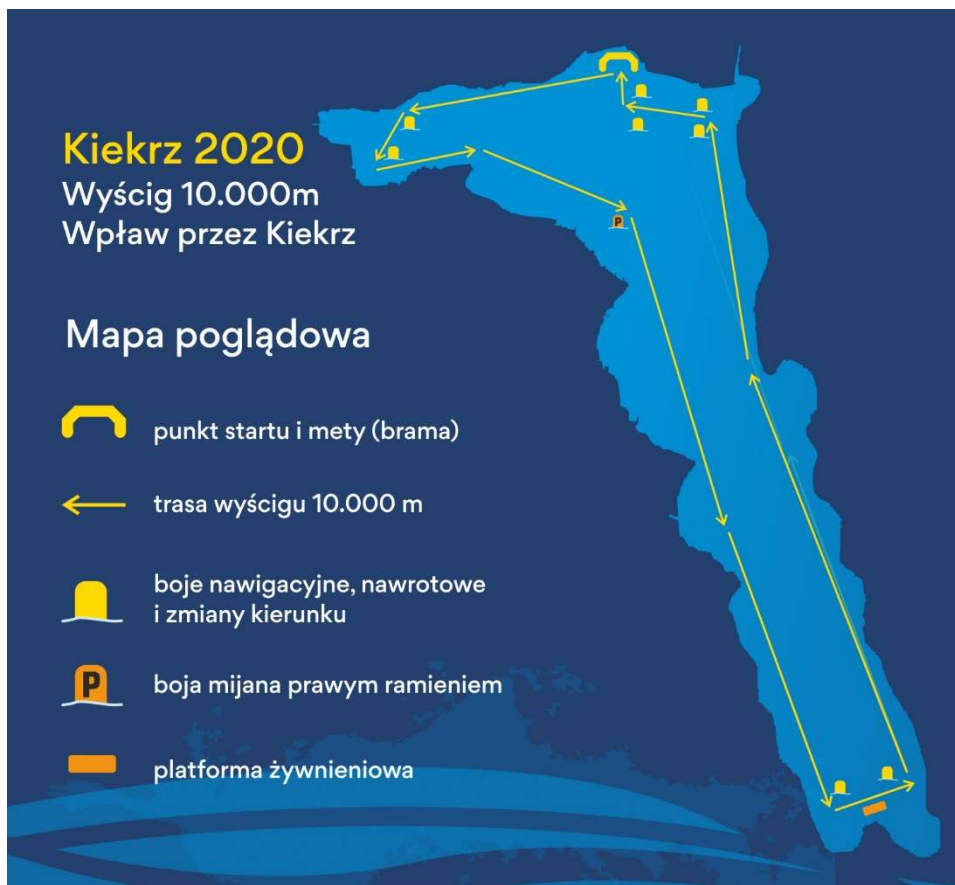 Kiekrz 2020
Wyścig 10.000m
Wpław przez Kiekrz
Mapa poglądowa
punkt startu i mety (brama)
trasa wyścigu 10.000 m
boje nawigacyjne, nawrotowe
i zmiany kierunku
P
boja mijana prawym ramieniem
platforma żywnieniowa
P